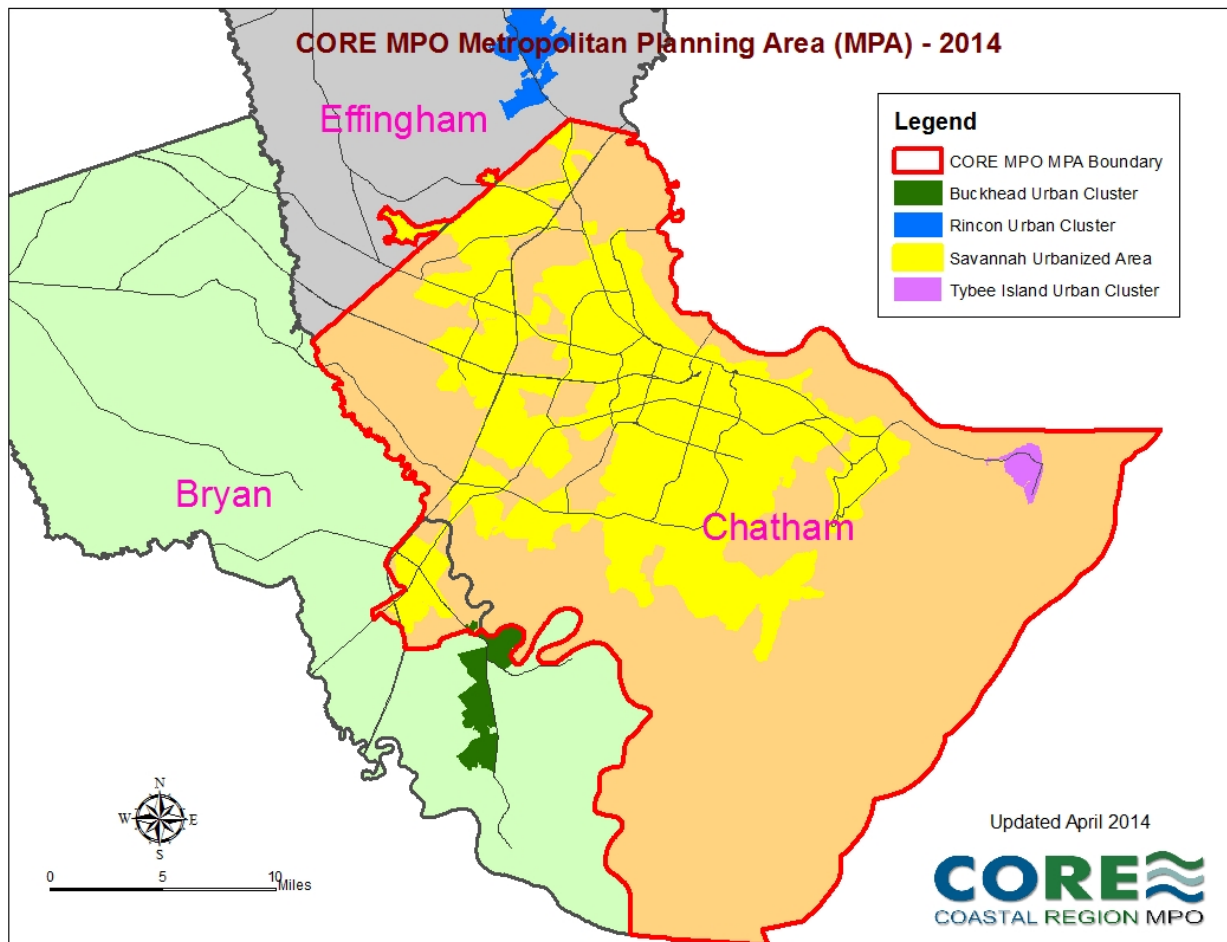 CORE MPO Metropolitan Planning Area (MPA) - 2014
Effingham
Legend
CORE MPO MPA Boundary
Buckhead Urban Cluster
Rincon Urban Cluster
Savannah Urbanized Area
Tybee Island Urban Cluster
Bryan
Chatham
N
W E
S
0 5 10
Miles
Updated April 2014
CORE
COASTAL REGION MPO